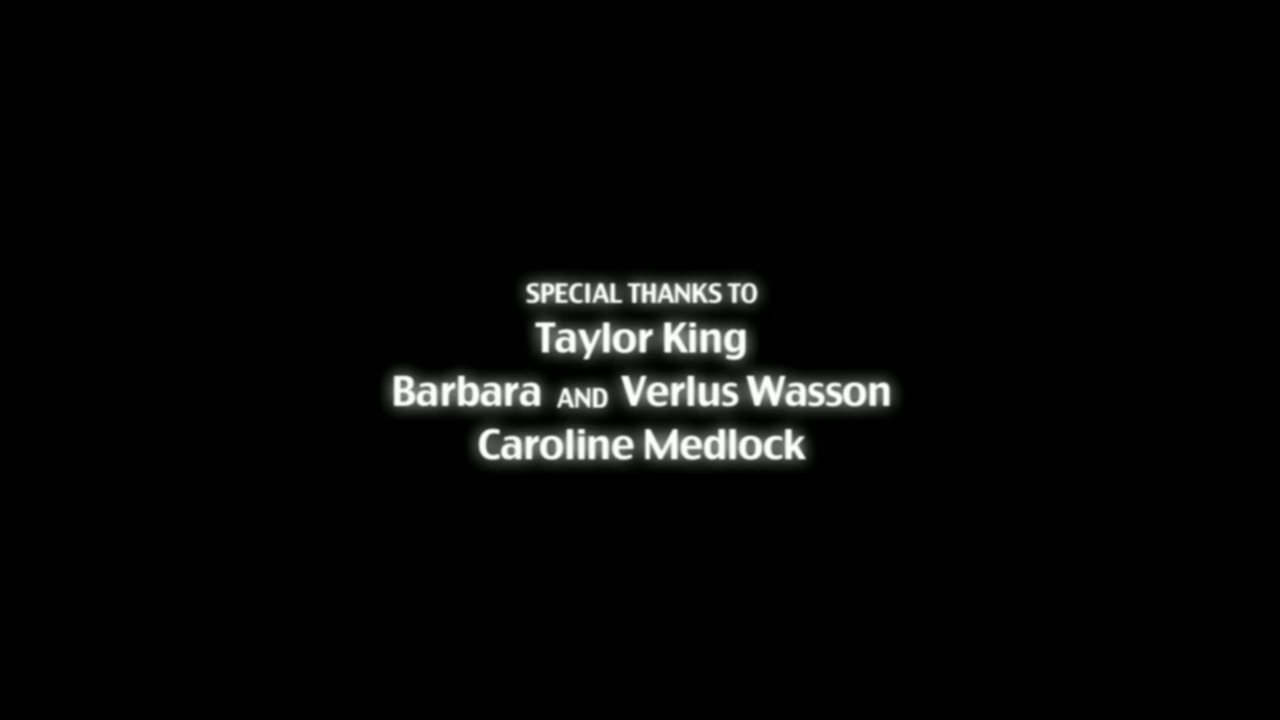 SPECIAL THANKS TO
Taylor King
Barbara AND Verlus Wasson
Caroline Medlock